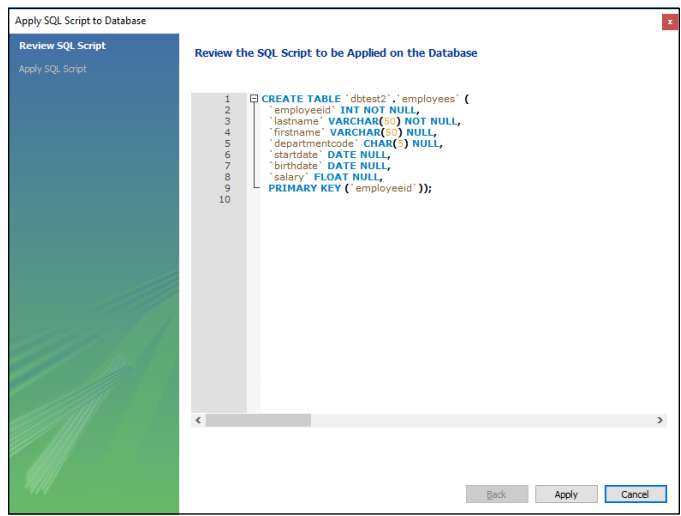 Apply SQL Script to Database
x
Review SQL Script
Apply SQL Script
Review the SQL Script to be Applied on the Database
1 CREATE TABLE `dbtest2`.`employees` (
2 `employeeid` INT NOT NULL,
3 `lastname` VARCHAR(50) NOT NULL,
4 `firstname` VARCHAR(50) NULL,
5 `departmentcode` CHAR(5) NULL,
6 `startdate` DATE NULL,
7 `birthdate` DATE NULL,
8 `salary` FLOAT NULL,
9 PRIMARY KEY (`employeeid`));
10
Back Apply Cancel